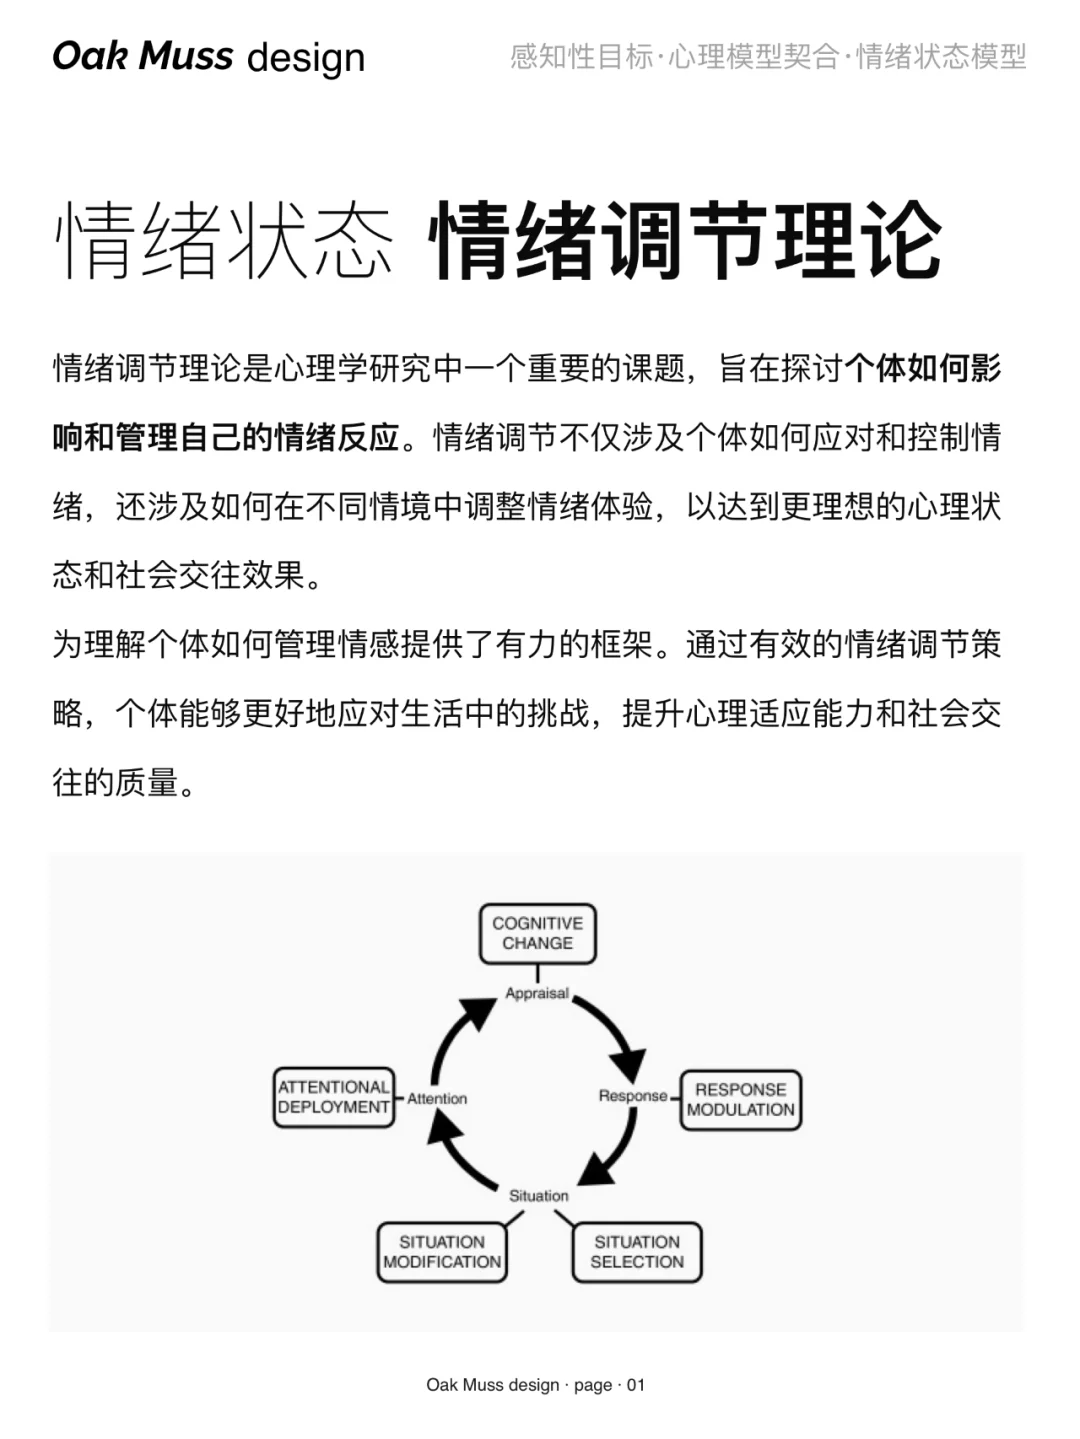 Oak Muss design
感知性目标·心理模型契合·情绪状态模型
情绪状态 情绪调节理论
情绪调节理论是心理学研究中一个重要的课题，旨在探讨个体如何影
响和管理自己的情绪反应。情绪调节不仅涉及个体如何应对和控制情
绪，还涉及如何在不同情境中调整情绪体验，以达到更理想的心理状
态和社会交往效果。
为理解个体如何管理情感提供了有力的框架。通过有效的情绪调节策
略，个体能够更好地应对生活中的挑战，提升心理适应能力和社会交
往的质量。
COGNITIVE
CHANGE
Appraisal
ATTENTIONAL
DEPLOYMENT
Attention
Response
RESPONSE
MODULATION
Situation
SITUATION
MODIFICATION
SITUATION
SELECTION
Oak Muss design · page · 01